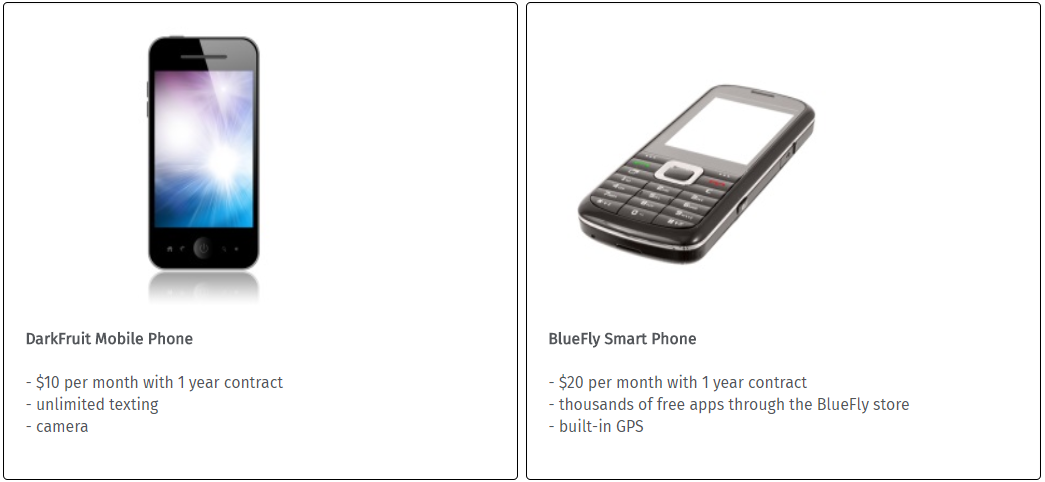 DarkFruit Mobile Phone
- $10 per month with 1 year contract
- unlimited texting
- camera
BlueFly Smart Phone
- $20 per month with 1 year contract
- thousands of free apps through the BlueFly store
- built-in GPS